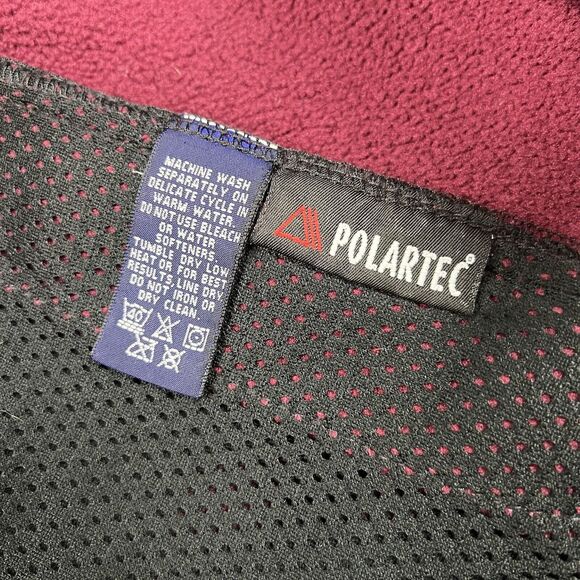 MACHINE WASH
SEPARATELY ON
DELICATE CYCLE IN
WARM WATER.
DO NOT USE BLEACH
OR WATER
SOFTENERS.
TUMBLE DRY LOW
HEAT OR FOR BEST
RESULTS, LINE DRY.
DO NOT IRON OR
DRY CLEAN.
40
POLARTEC®